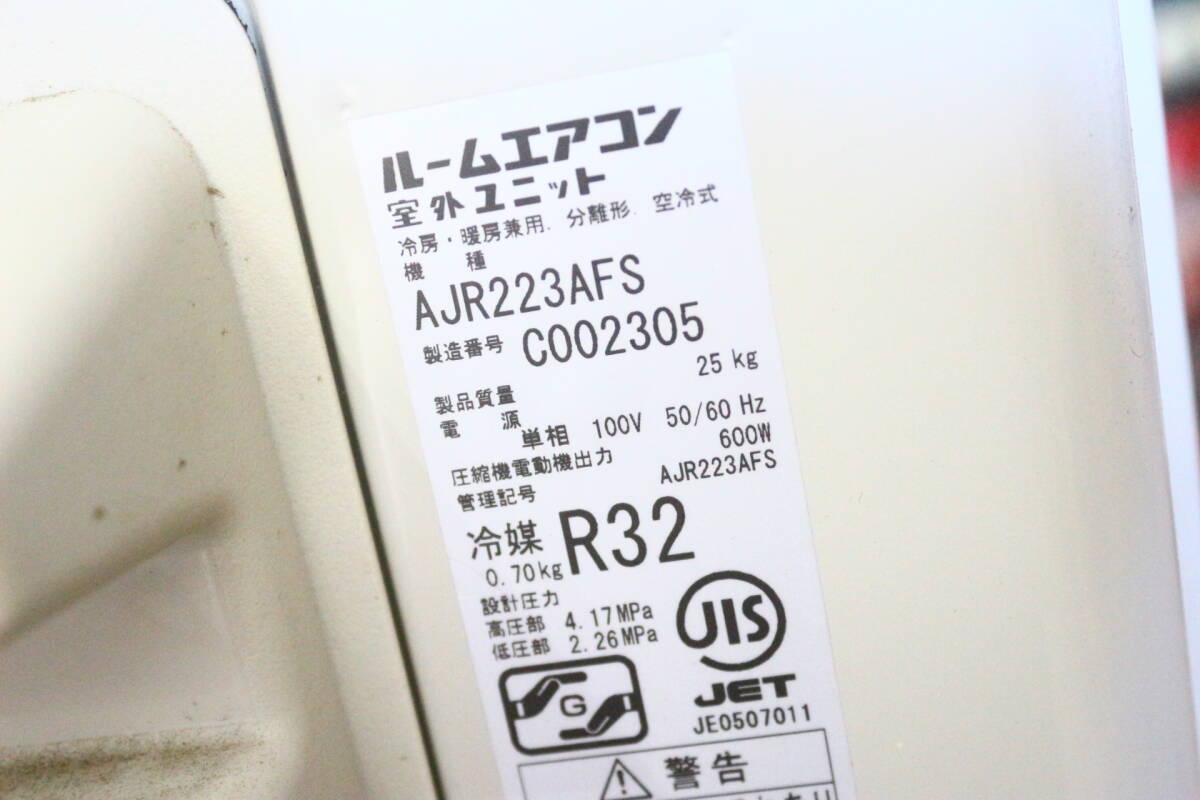 ルームエアコン
室外ユニット
冷房・暖房兼用. 分離形. 空冷式
機種
AJR223AFS
製造番号 C002305
製品質量 25 kg
電源 単相 100V 50/60 Hz
圧縮機電動機出力 600W
管理記号 AJR223AFS
冷媒 R32
0.70kg
設計圧力
高圧部 4.17MPa
低圧部 2.26MPa
JIS
JET
JE0507011
G
警告